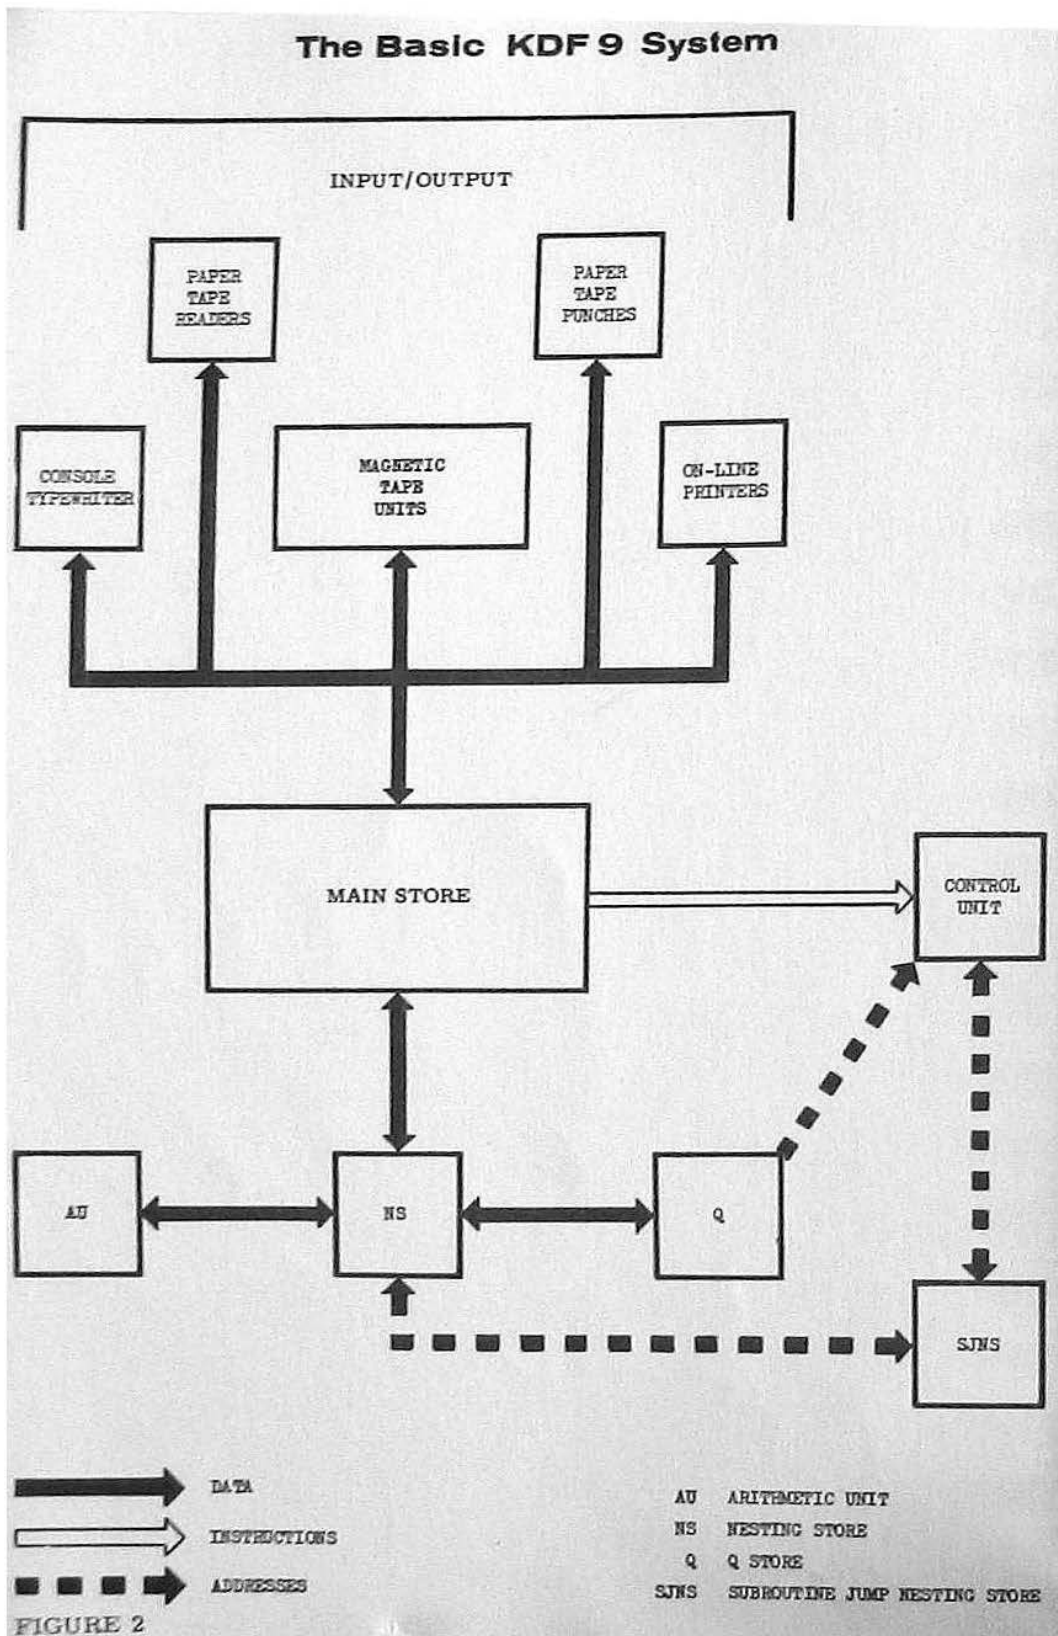 The Basic KDF 9 System
INPUT/OUTPUT
PAPER
TAPE
READERS
PAPER
TAPE
PUNCHES
CONSOLE
TYPEWRITER
MAGNETIC
TAPE
UNITS
ON-LINE
PRINTERS
MAIN STORE
CONTROL
UNIT
AU
NS
Q
SJNS
DATA
INSTRUCTIONS
ADDRESSES
AU ARITHMETIC UNIT
NS NESTING STORE
Q Q STORE
SJNS SUBROUTINE JUMP NESTING STORE
FIGURE 2